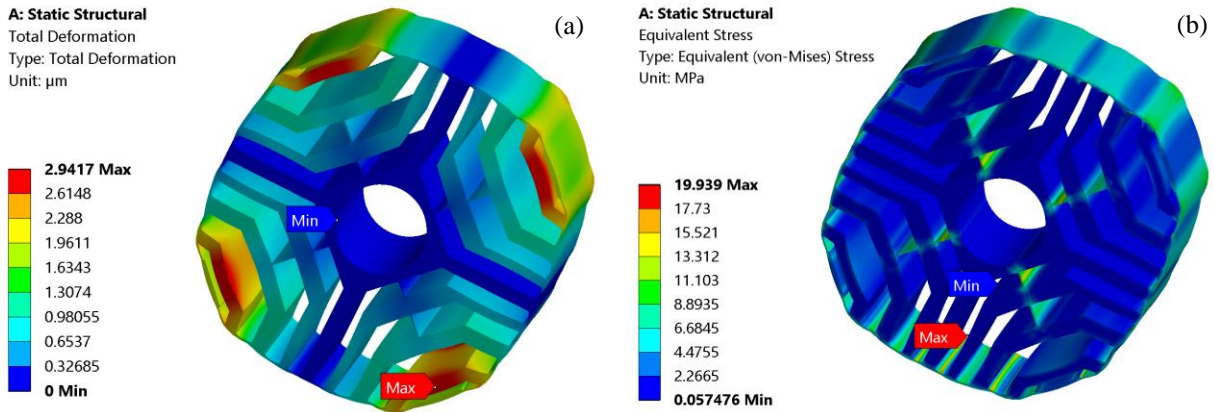 A: Static Structural
Total Deformation
Type: Total Deformation
Unit: µm
(a)
2.9417 Max
2.6148
2.288
1.9611
1.6343
1.3074
0.98055
0.6537
0.32685
0 Min
Min
Max
A: Static Structural
Equivalent Stress
Type: Equivalent (von-Mises) Stress
Unit: MPa
(b)
19.939 Max
17.73
15.521
13.312
11.103
8.8935
6.6845
4.4755
2.2665
0.057476 Min
Min
Max